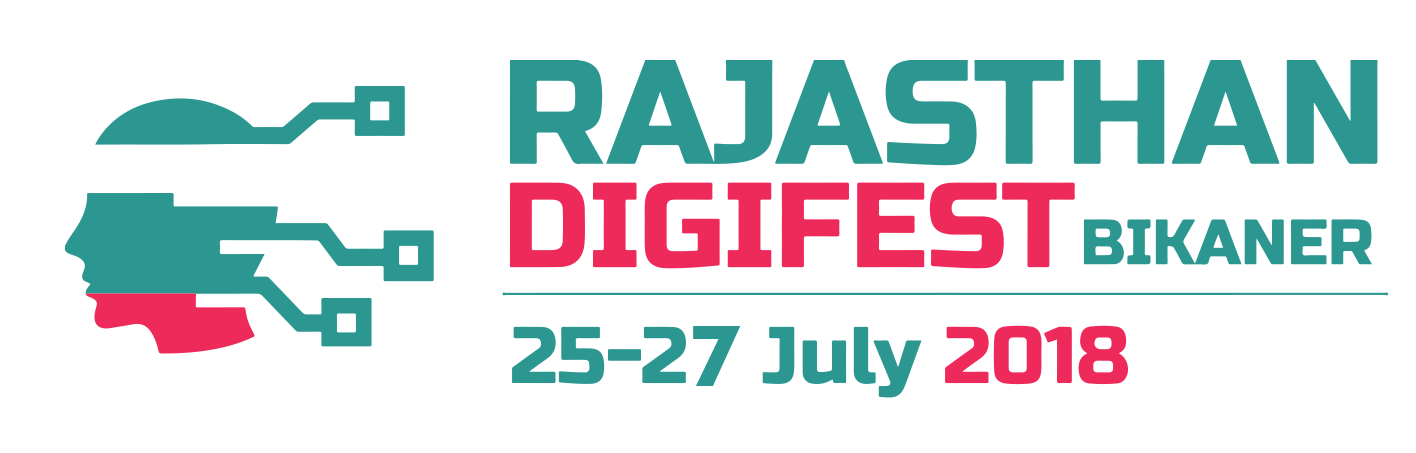 RAJASTHAN
DIGIFEST BIKANER
25-27 July 2018